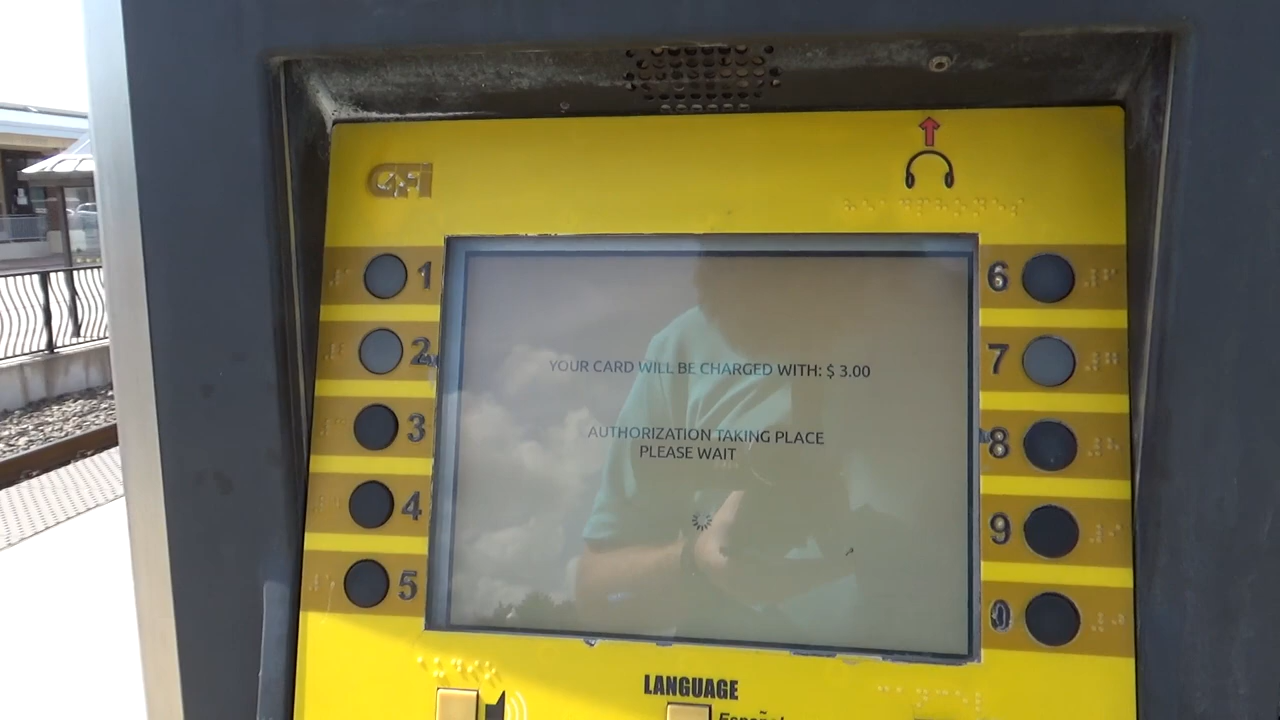 GFI
1
6
2
7
YOUR CARD WILL BE CHARGED WITH: $ 3.00
3
8
AUTHORIZATION TAKING PLACE
PLEASE WAIT
4
9
5
0
LANGUAGE
Español